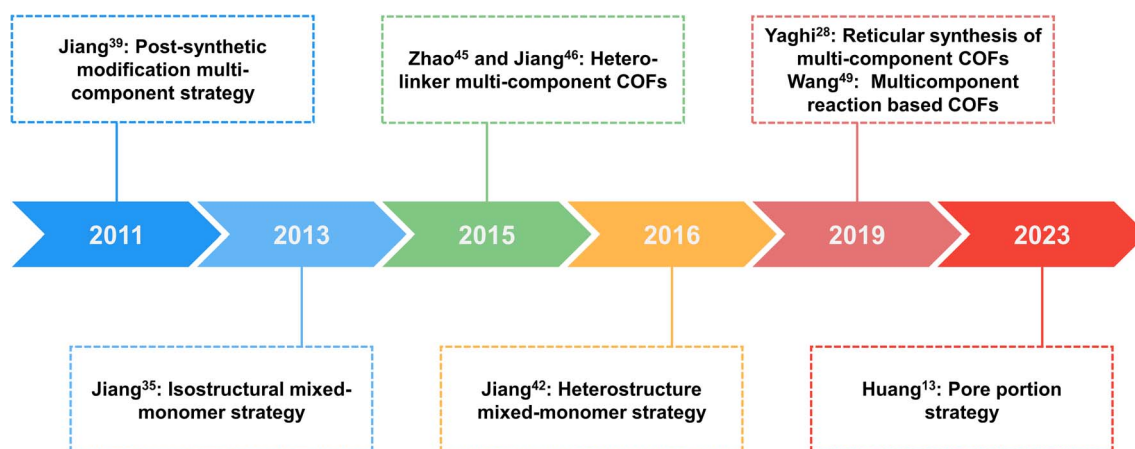 Jiang³⁹: Post-synthetic
modification multi-
component strategy
Zhao⁴⁵ and Jiang⁴⁶: Hetero-
linker multi-component COFs
Yaghi²⁸: Reticular synthesis of
multi-component COFs
Wang⁴⁹: Multicomponent
reaction based COFs
2011
2013
2015
2016
2019
2023
Jiang³⁵: Isostructural mixed-
monomer strategy
Jiang⁴²: Heterostructure
mixed-monomer strategy
Huang¹³: Pore portion
strategy